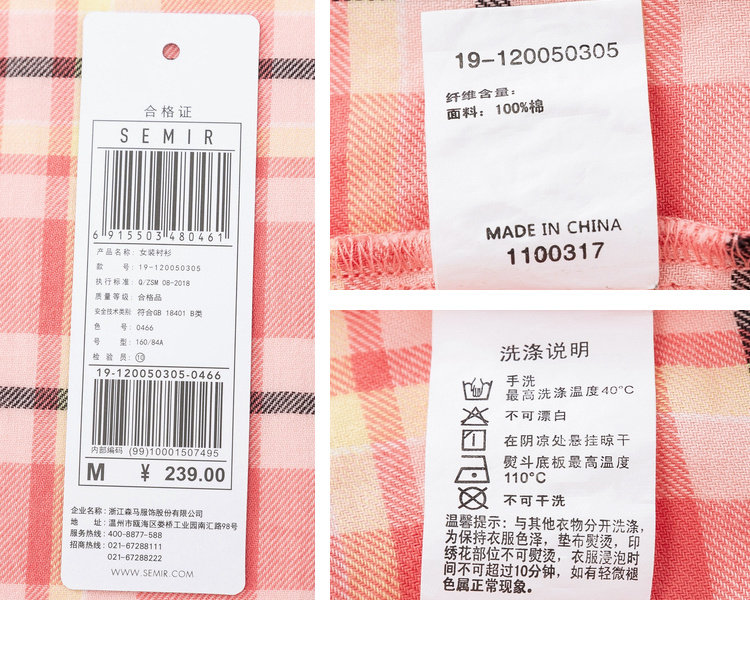 合格证
SEMIR
6 915503 480461
产品名称: 女装衬衫
款 号: 19-120050305
执行标准: Q/ZSM 08-2018
质量等级: 合格品
安全技术类别: 符合GB 18401 B类
色 号: 0466
号 型: 160/84A
检 验 员: ⑩
19-120050305-0466
内部编码 (99)10001507495
M ¥ 239.00
企业名称: 浙江森马服饰股份有限公司
地 址: 温州市瓯海区娄桥工业园南汇路98号
服务热线: 400-8877-588
招商热线: 021-67288111
021-67288222
WWW.SEMIR.COM
19-120050305
纤维含量:
面料: 100%棉
MADE IN CHINA
1100317
洗涤说明
手洗
最高洗涤温度40°C
不可漂白
在阴凉处悬挂晾干
熨斗底板最高温度
110°C
不可干洗
温馨提示: 与其他衣物分开洗涤,
为保持衣服色泽, 垫布熨烫, 印
绣花部位不可熨烫, 衣服浸泡时
间不可超过10分钟, 如有轻微褪
色属正常现象。